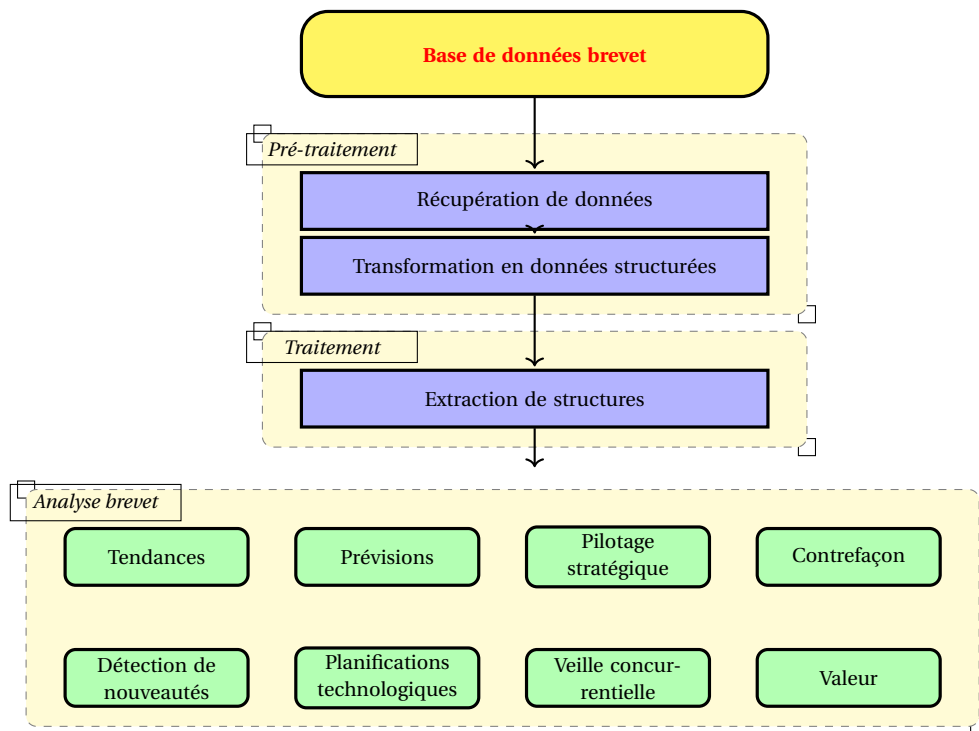 Base de données brevet
Pré-traitement
Récupération de données
Transformation en données structurées
Traitement
Extraction de structures
Analyse brevet
Tendances
Prévisions
Pilotage
stratégique
Contrefaçon
Détection de
nouveautés
Planifications
technologiques
Veille concur-
rentielle
Valeur